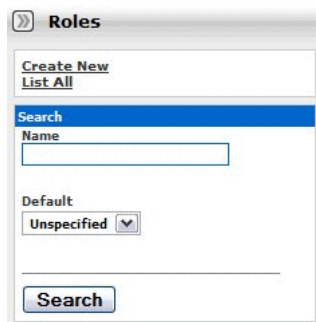 Roles
Create New
List All
Search
Name
Default
Unspecified
Search